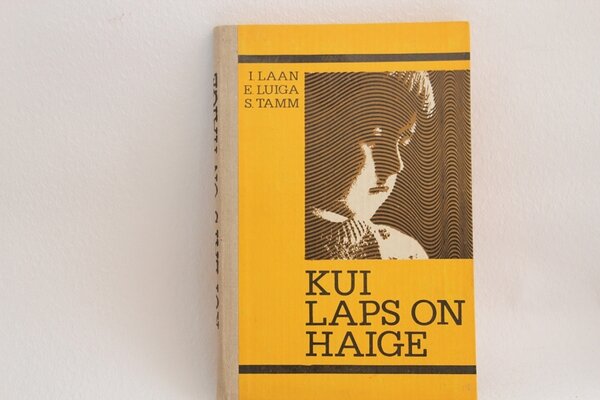 I. LAAN
E. LUIGA
S. TAMM
KUI
LAPS ON
HAIGE